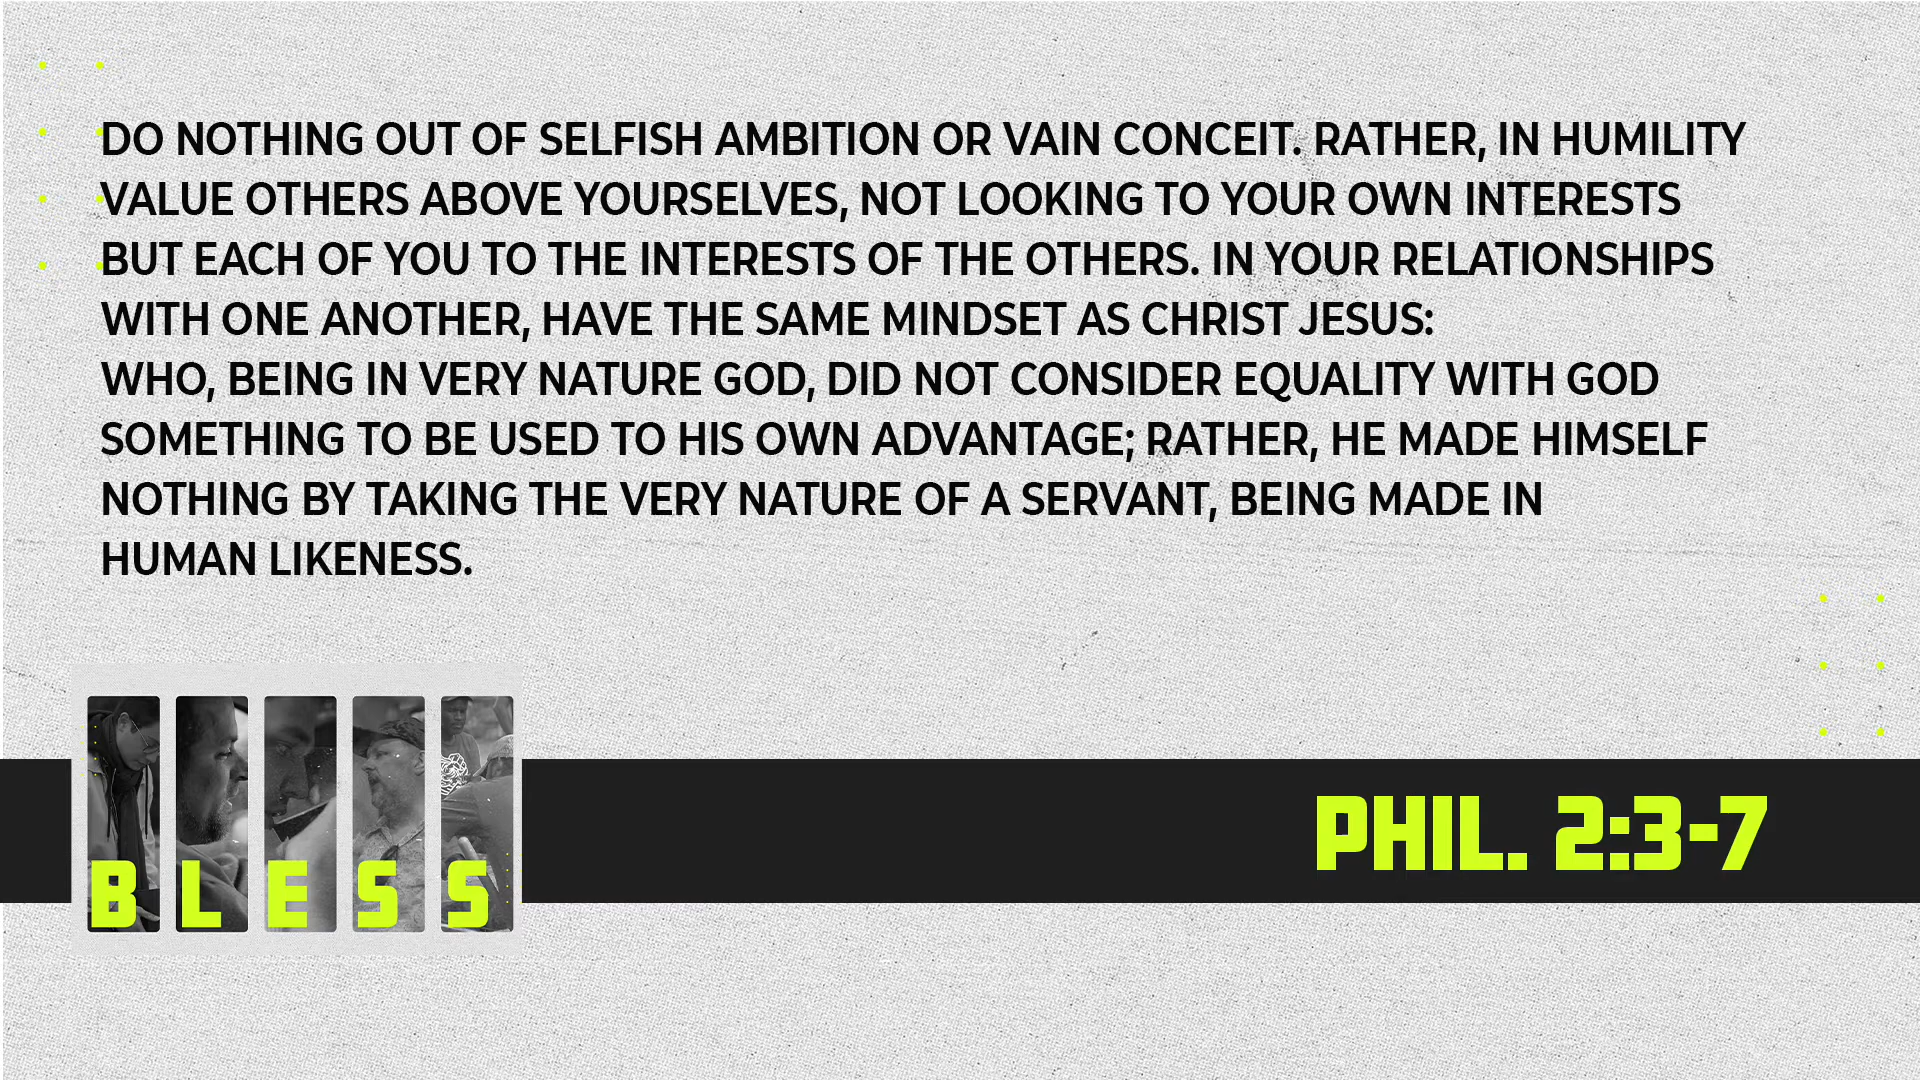 DO NOTHING OUT OF SELFISH AMBITION OR VAIN CONCEIT. RATHER, IN HUMILITY
VALUE OTHERS ABOVE YOURSELVES, NOT LOOKING TO YOUR OWN INTERESTS
BUT EACH OF YOU TO THE INTERESTS OF THE OTHERS. IN YOUR RELATIONSHIPS
WITH ONE ANOTHER, HAVE THE SAME MINDSET AS CHRIST JESUS:
WHO, BEING IN VERY NATURE GOD, DID NOT CONSIDER EQUALITY WITH GOD
SOMETHING TO BE USED TO HIS OWN ADVANTAGE; RATHER, HE MADE HIMSELF
NOTHING BY TAKING THE VERY NATURE OF A SERVANT, BEING MADE IN
HUMAN LIKENESS.
BLESS
PHIL. 2:3-7